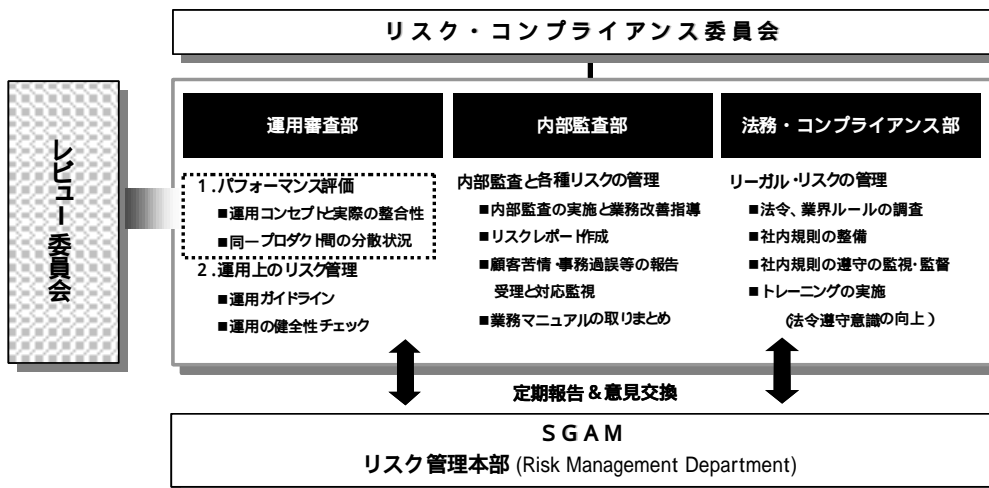 リスク・コンプライアンス委員会
レビュー委員会
運用審査部
1.パフォーマンス評価
■運用コンセプトと実際の整合性
■同一プロダクト間の分散状況
2.運用上のリスク管理
■運用ガイドライン
■運用の健全性チェック
内部監査部
内部監査と各種リスクの管理
■内部監査の実施と業務改善指導
■リスクレポート作成
■顧客苦情・事務過誤等の報告
受理と対応監視
■業務マニュアルの取りまとめ
法務・コンプライアンス部
リーガル・リスクの管理
■法令、業界ルールの調査
■社内規則の整備
■社内規則の遵守の監視・監督
■トレーニングの実施
(法令遵守意識の向上)
定期報告&意見交換
SGAM
リスク管理本部 (Risk Management Department)